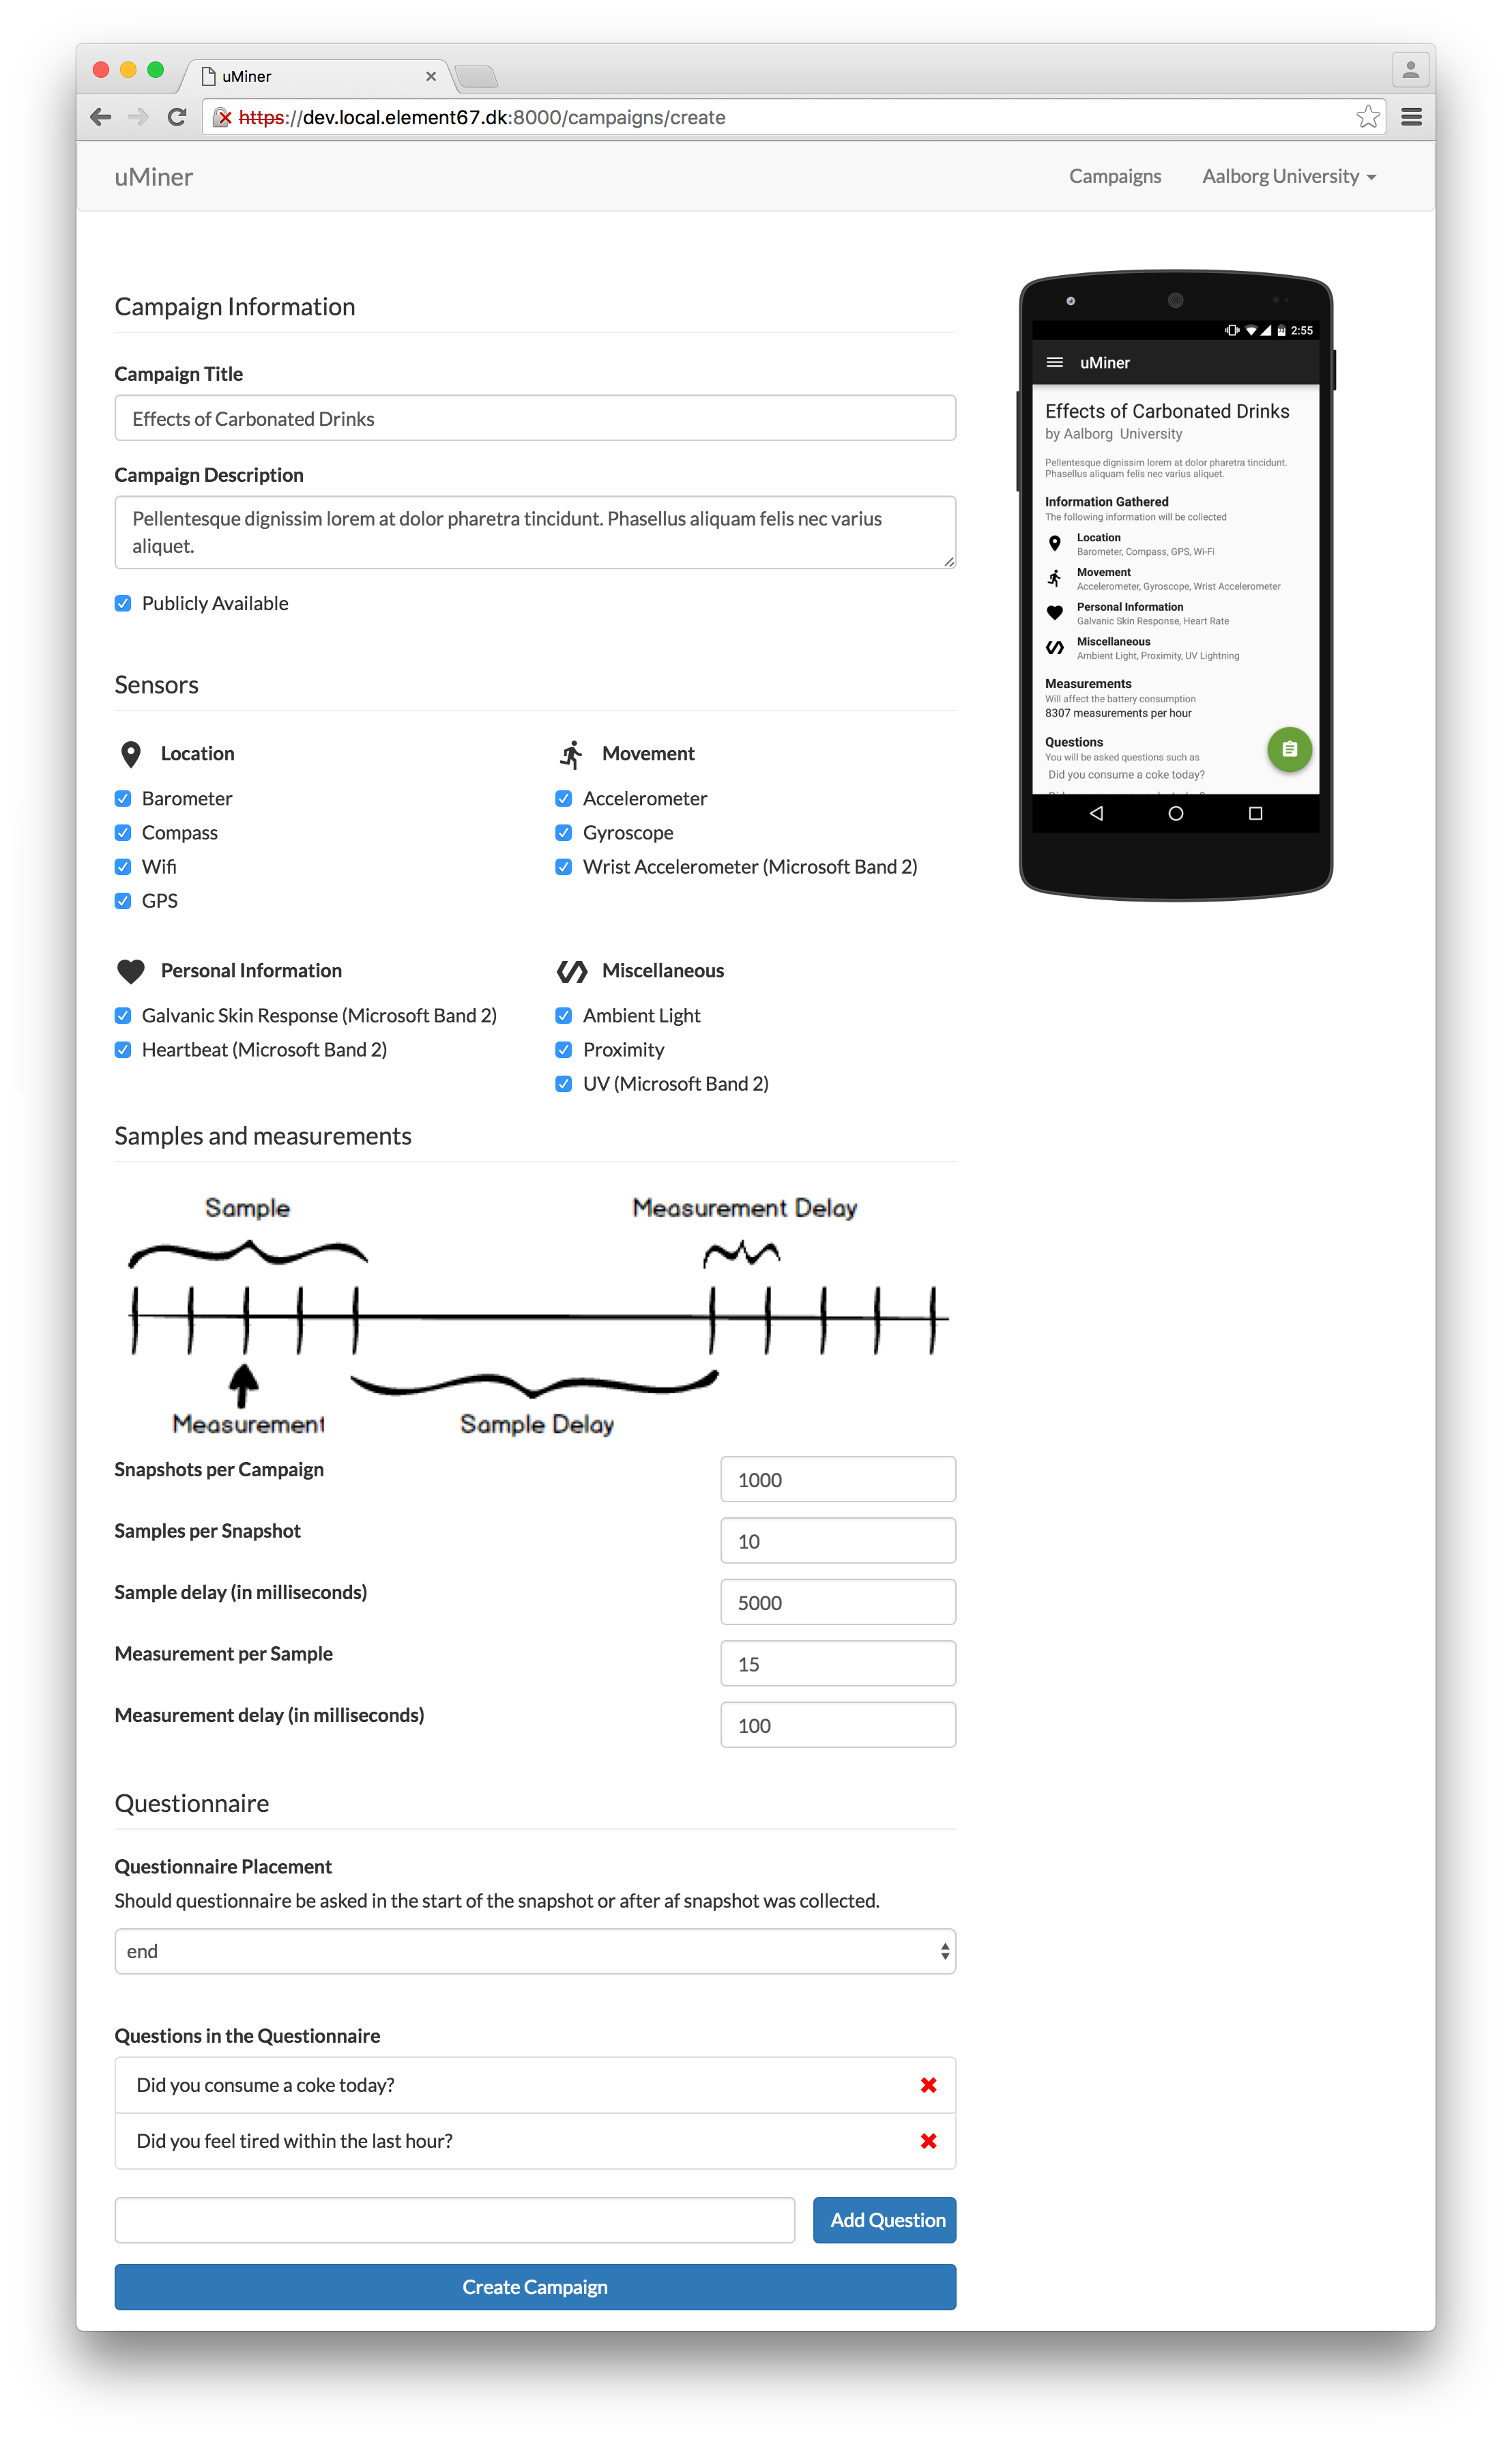 uMiner
https://dev.local.element67.dk:8000/campaigns/create
uMiner
Campaigns
Aalborg University
Campaign Information
Campaign Title
Effects of Carbonated Drinks
Campaign Description
Pellentesque dignissim lorem at dolor pharetra tincidunt. Phasellus aliquam felis nec varius
aliquet.
Publicly Available
Sensors
Location
Barometer
Compass
Wifi
GPS
Movement
Accelerometer
Gyroscope
Wrist Accelerometer (Microsoft Band 2)
Personal Information
Galvanic Skin Response (Microsoft Band 2)
Heartbeat (Microsoft Band 2)
Miscellaneous
Ambient Light
Proximity
UV (Microsoft Band 2)
Samples and measurements
Sample
Measurement Delay
Measurement
Sample Delay
Snapshots per Campaign
1000
Samples per Snapshot
10
Sample delay (in milliseconds)
5000
Measurement per Sample
15
Measurement delay (in milliseconds)
100
Questionnaire
Questionnaire Placement
Should questionnaire be asked in the start of the snapshot or after af snapshot was collected.
end
Questions in the Questionnaire
Did you consume a coke today?
Did you feel tired within the last hour?
Add Question
Create Campaign
2:55
uMiner
Effects of Carbonated Drinks
by Aalborg University
Pellentesque dignissim lorem at dolor pharetra tincidunt.
Phasellus aliquam felis nec varius aliquet.
Information Gathered
The following information will be collected
Location
Barometer, Compass, GPS, Wi-Fi
Movement
Accelerometer, Gyroscope, Wrist Accelerometer
Personal Information
Galvanic Skin Response, Heart Rate
Miscellaneous
Ambient Light, Proximity, UV Lightning
Measurements
Will affect the battery consumption
8307 measurements per hour
Questions
You will be asked questions such as
Did you consume a coke today?